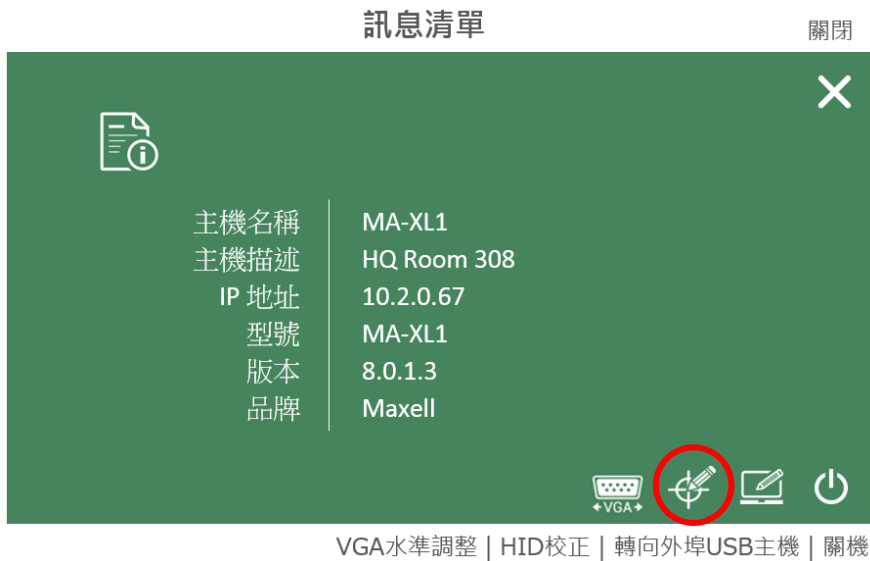 訊息清單
關閉
主機名稱 MA-XL1
主機描述 HQ Room 308
IP 地址 10.2.0.67
型號 MA-XL1
版本 8.0.1.3
品牌 Maxell
VGA
VGA水準調整 | HID校正 | 轉向外埠USB主機 | 關機